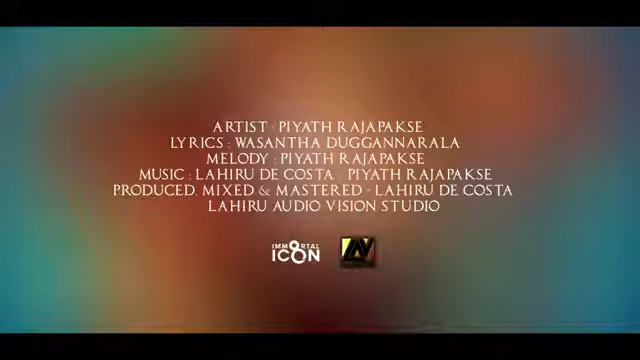 ARTIST : PIYATH RAJAPAKSE
LYRICS : WASANTHA DUGGANNARALA
MELODY : PIYATH RAJAPAKSE
MUSIC : LAHIRU DE COSTA / PIYATH RAJAPAKSE
PRODUCED, MIXED & MASTERED - LAHIRU DE COSTA
LAHIRU AUDIO VISION STUDIO
IMMORTAL
ICON